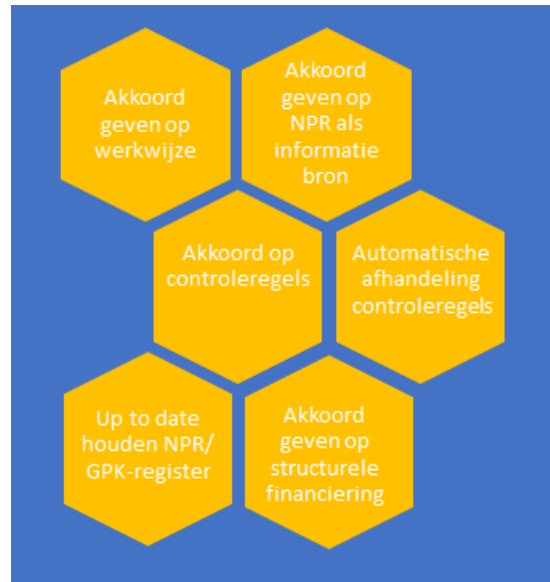 Akkoord
geven op
werkwijze
Akkoord
geven op
NPR als
informatie
bron
Akkoord op
controleregels
Automatische
afhandeling
controleregels
Up to date
houden NPR/
GPK-register
Akkoord
geven op
structurele
financiering